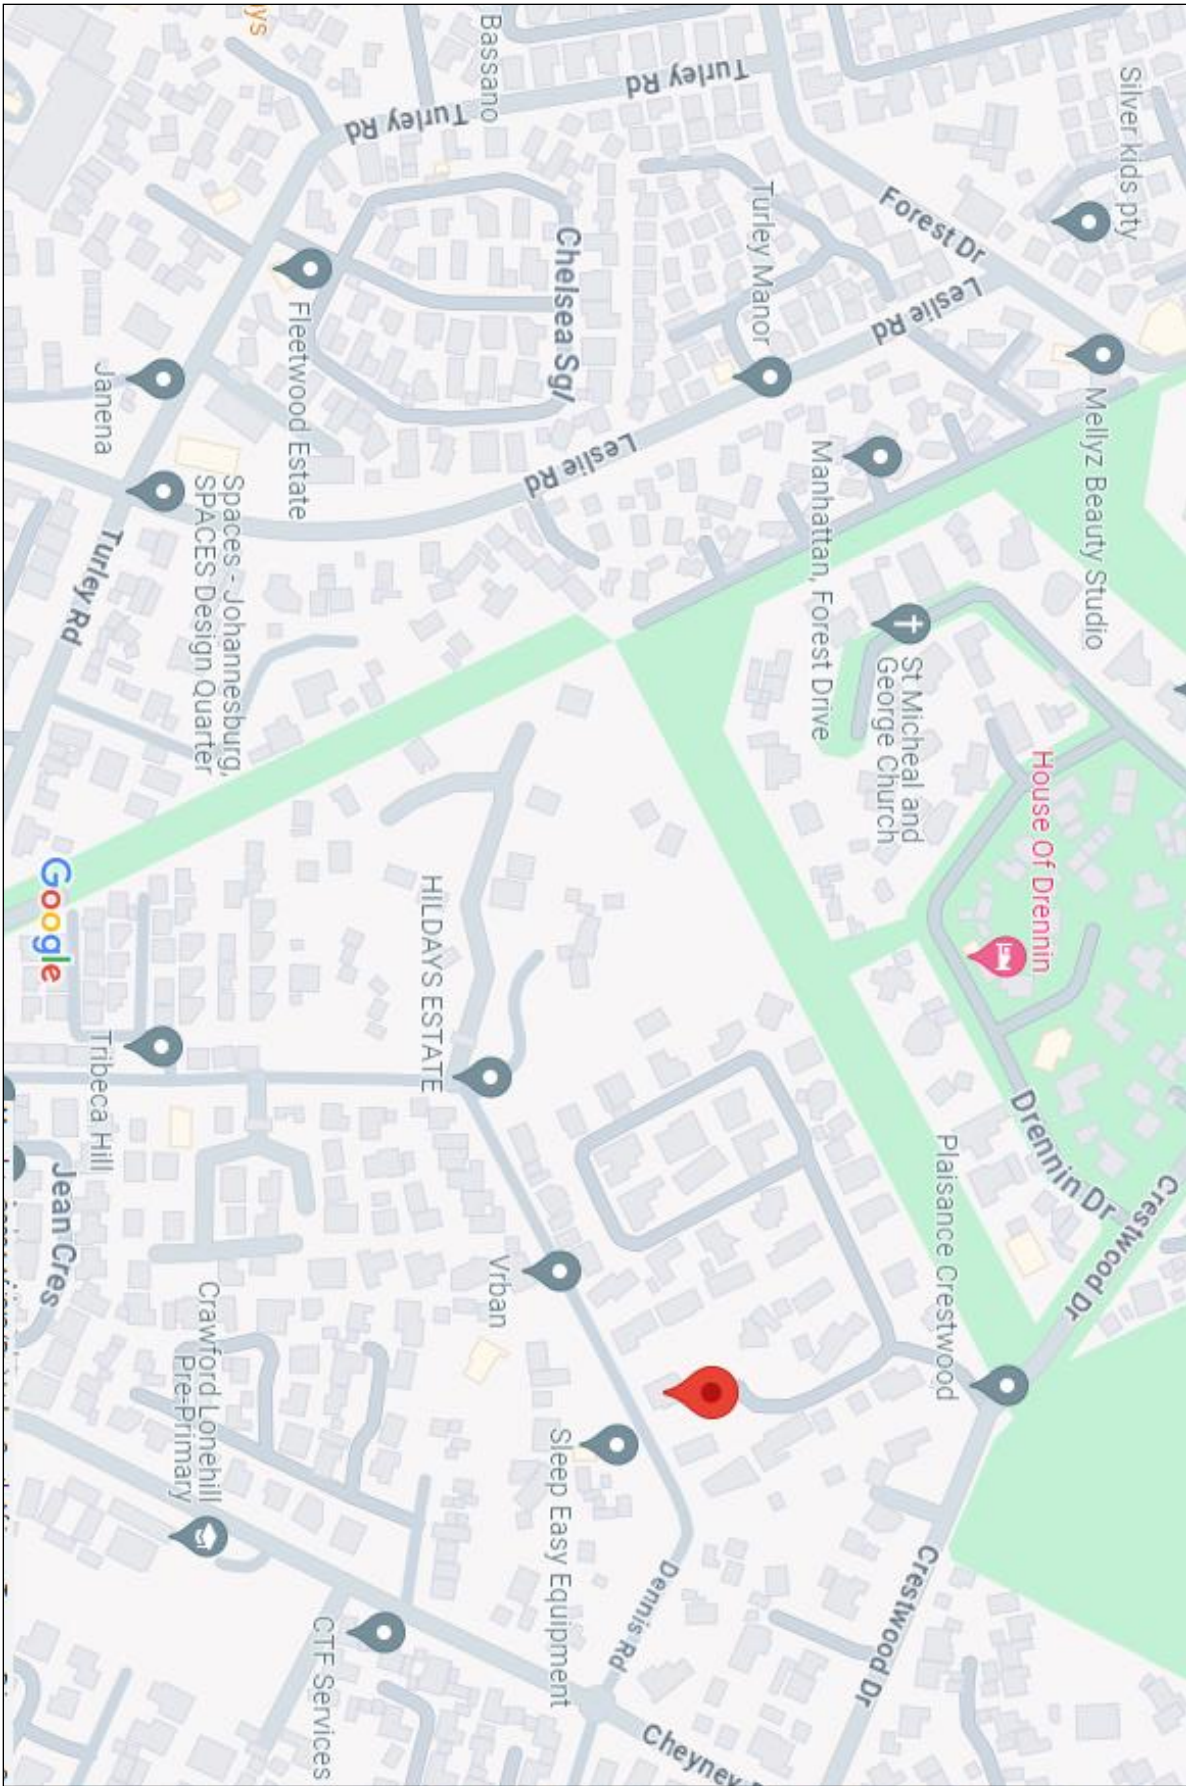 Silver kids pty
Forest Dr
Mellyz Beauty Studio
Turley Rd
Leslie Rd
Turley Manor
Manhattan, Forest Drive
St Micheal and
George Church
House Of Drennin
Drennin Dr
Crestwood Dr
Plaisance Crestwood
Crestwood Dr
Bassano
Turley Rd
Chelsea Sq/
Leslie Rd
Fleetwood Estate
Janena
Spaces - Johannesburg,
SPACES Design Quarter
Turley Rd
HILDAYS ESTATE
Vrban
Sleep Easy Equipment
Dennis Rd
Google
Tribeca Hill
Jean Cres
Crawford Lonehill
Pre-Primary
CTF Services